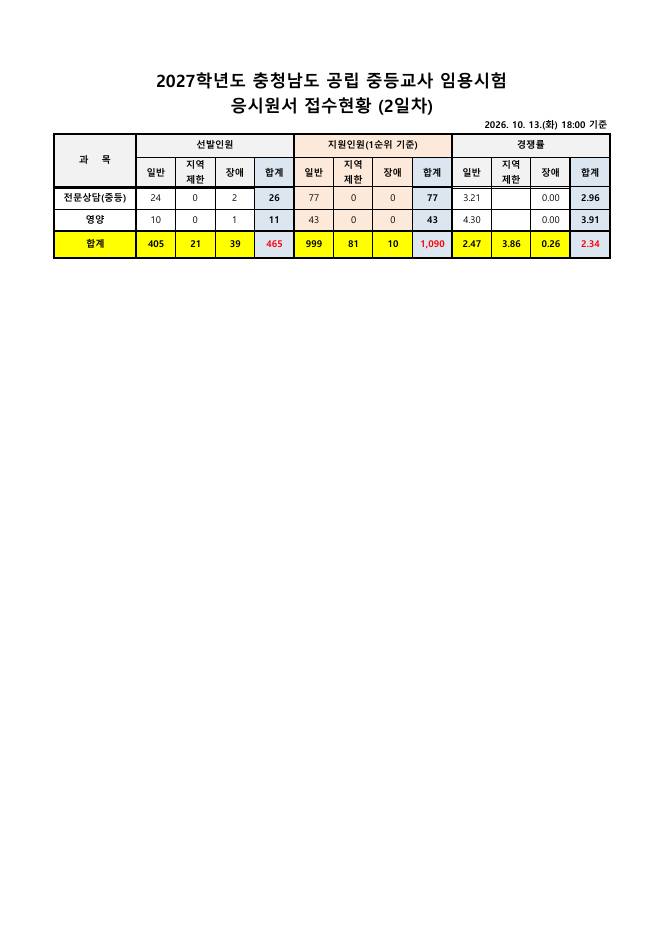 2027학년도 충청남도 공립 중등교사 임용시험
응시원서 접수현황 (2일차)
2026. 10. 13.(화) 18:00 기준
과 목 선발인원 지원인원(1순위 기준) 경쟁률
일반 지역 제한 장애 합계 일반 지역 제한 장애 합계 일반 지역 제한 장애 합계
전문상담(중등) 24 0 2 26 77 0 0 77 3.21 0.00 2.96
영양 10 0 1 11 43 0 0 43 4.30 0.00 3.91
합계 405 21 39 465 999 81 10 1,090 2.47 3.86 0.26 2.34